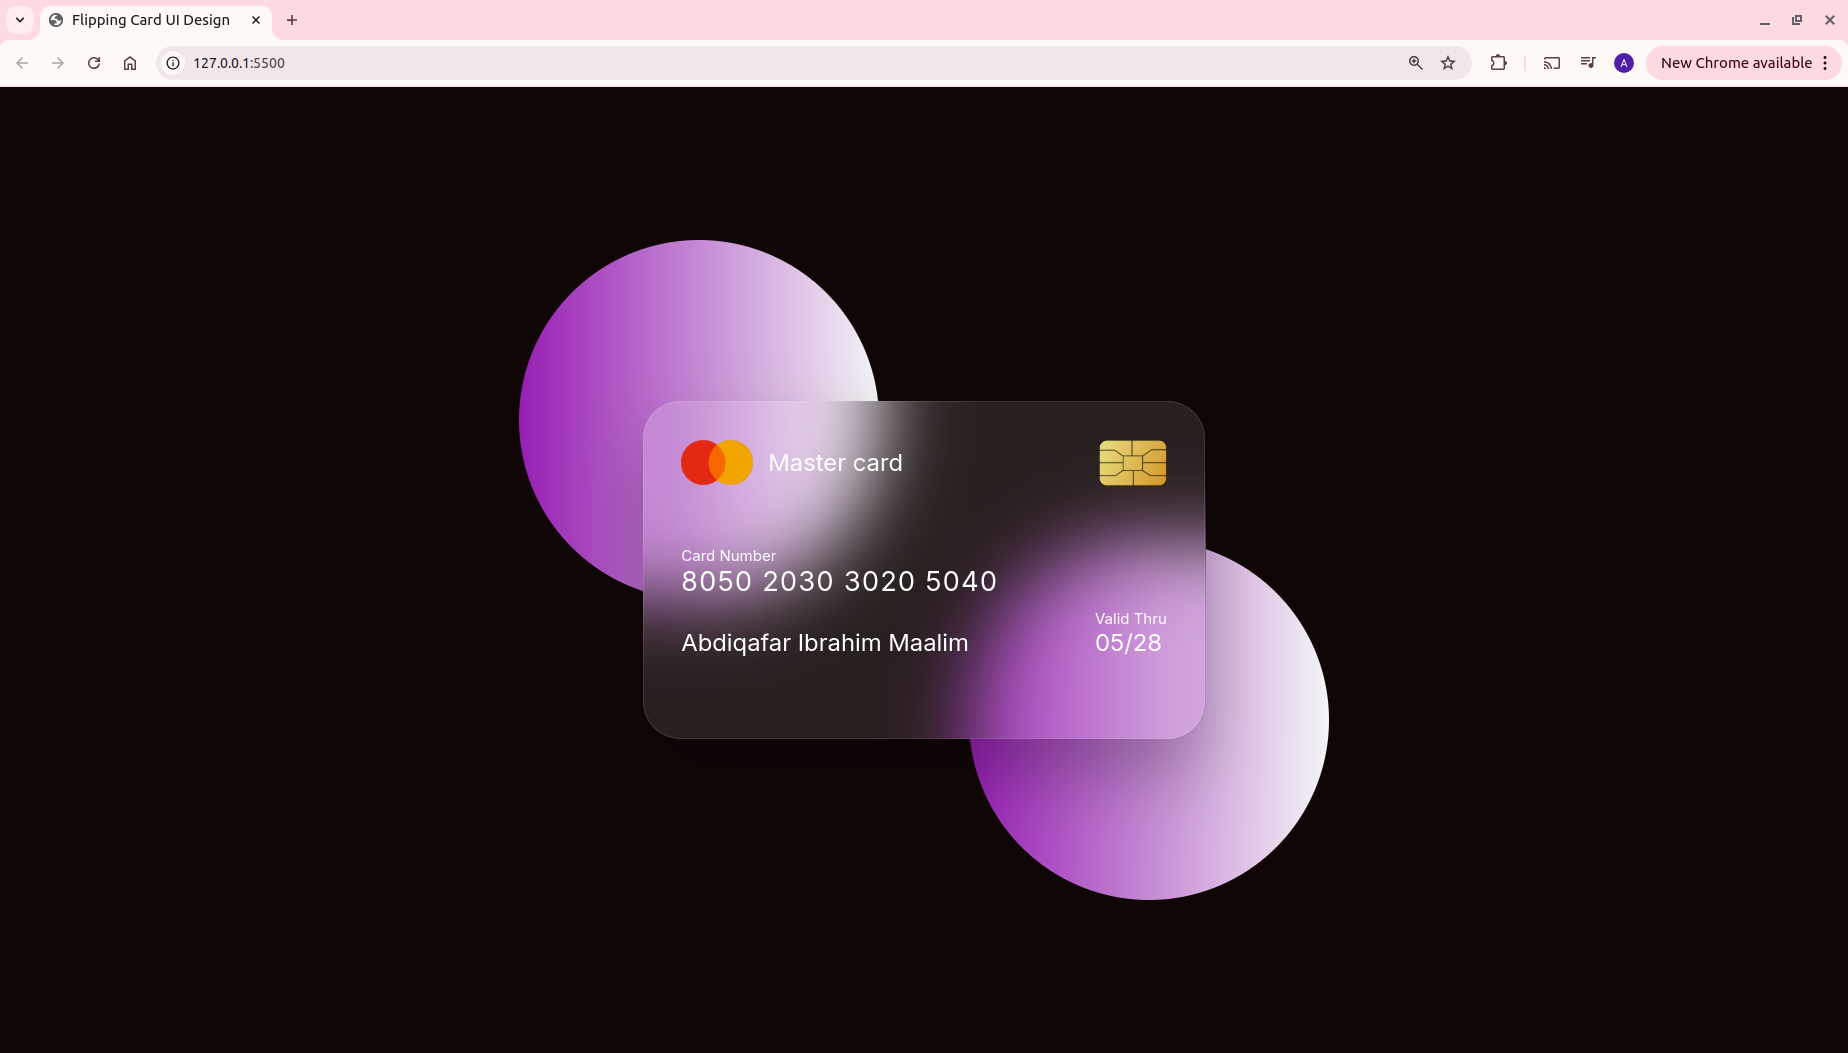 Flipping Card UI Design
127.0.0.1:5500
A
New Chrome available
Master card
Card Number
8050 2030 3020 5040
Valid Thru
Abdiqafar Ibrahim Maalim
05/28